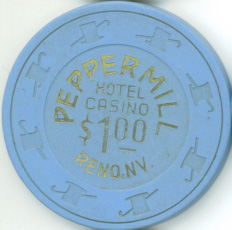 PEPPERMILL
HOTEL
CASINO
$1.00
RENO.NV.